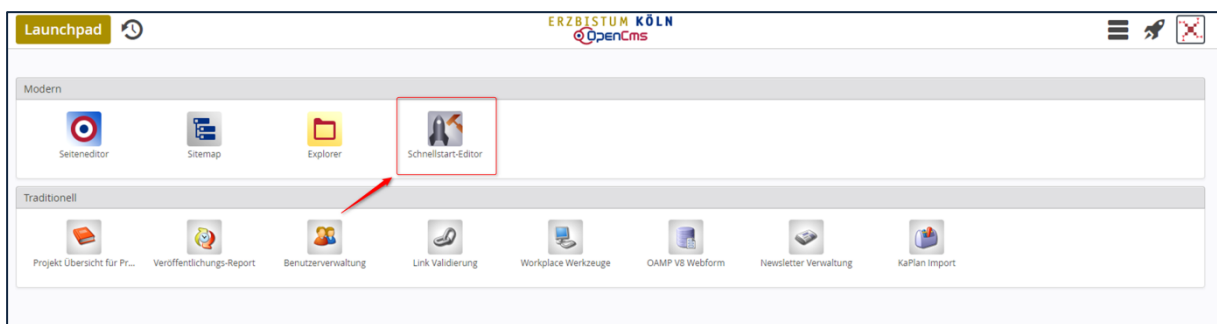 Launchpad
ERZBISTUM KÖLN
OpenCms
Modern
Seiteneditor
Sitemap
Explorer
Schnellstart-Editor
Traditionell
Projekt Übersicht für Pr...
Veröffentlichungs-Report
Benutzerverwaltung
Link Validierung
Workplace Werkzeuge
OAMP V8 Webform
Newsletter Verwaltung
KaPlan Import